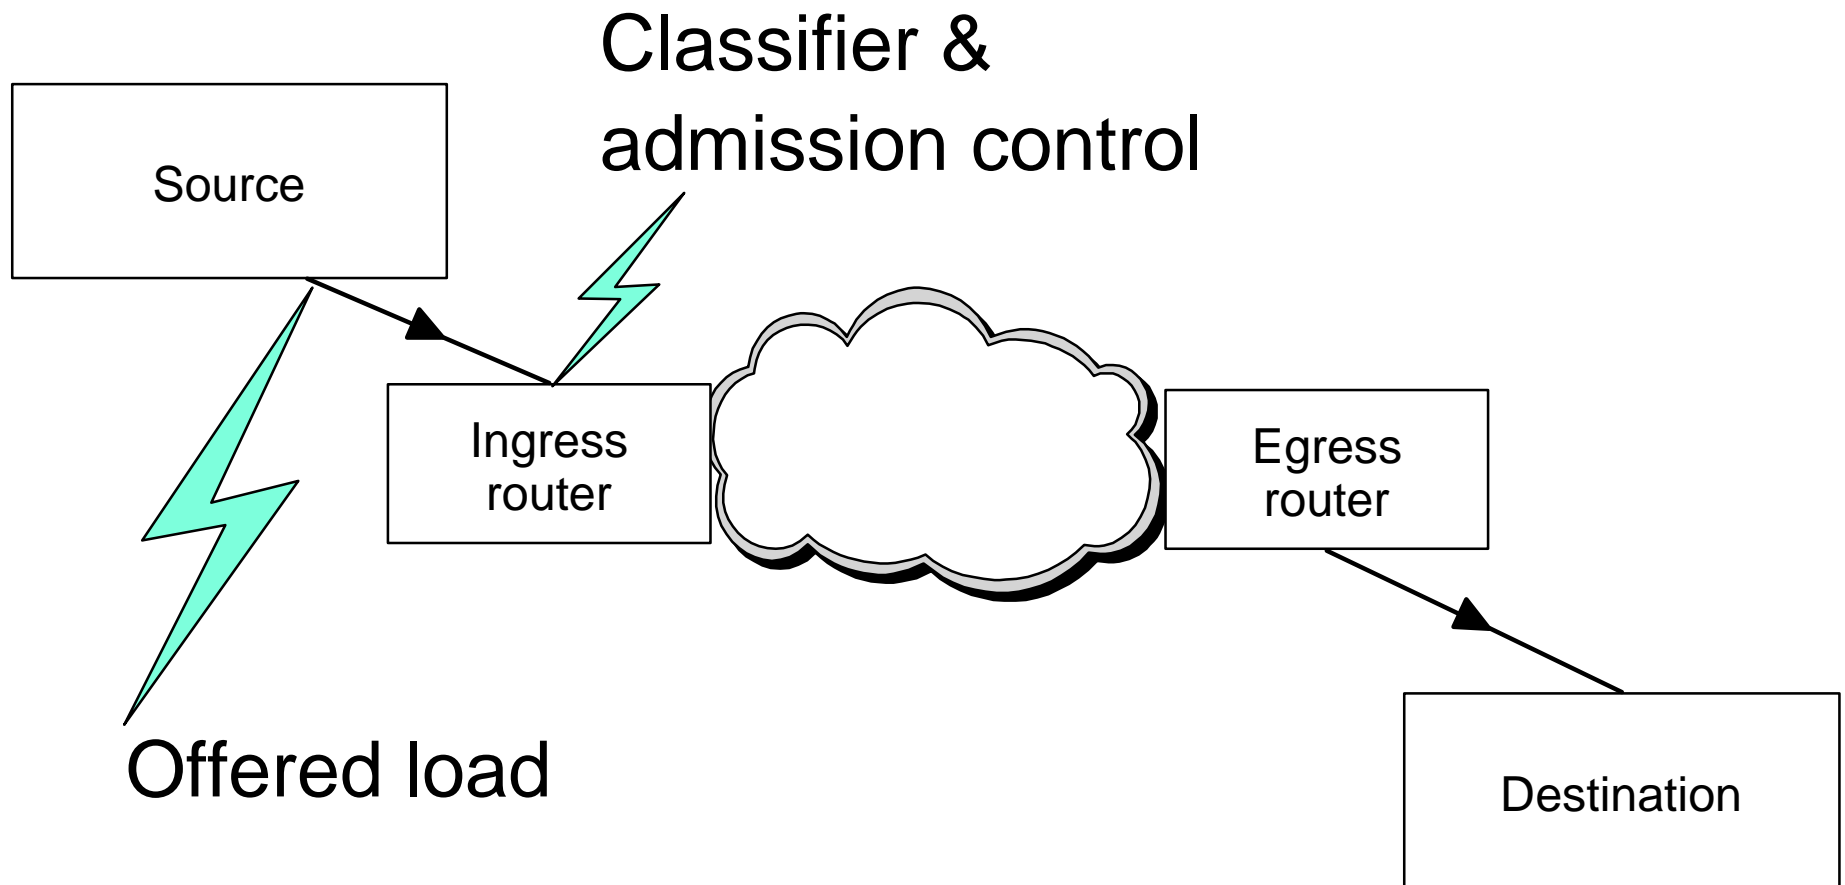 Classifier &
admission control
Source
Ingress
router
Egress
router
Offered load
Destination